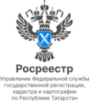 Росреестр
Управление Федеральной службы
государственной регистрации,
кадастра и картографии
по Республике Татарстан